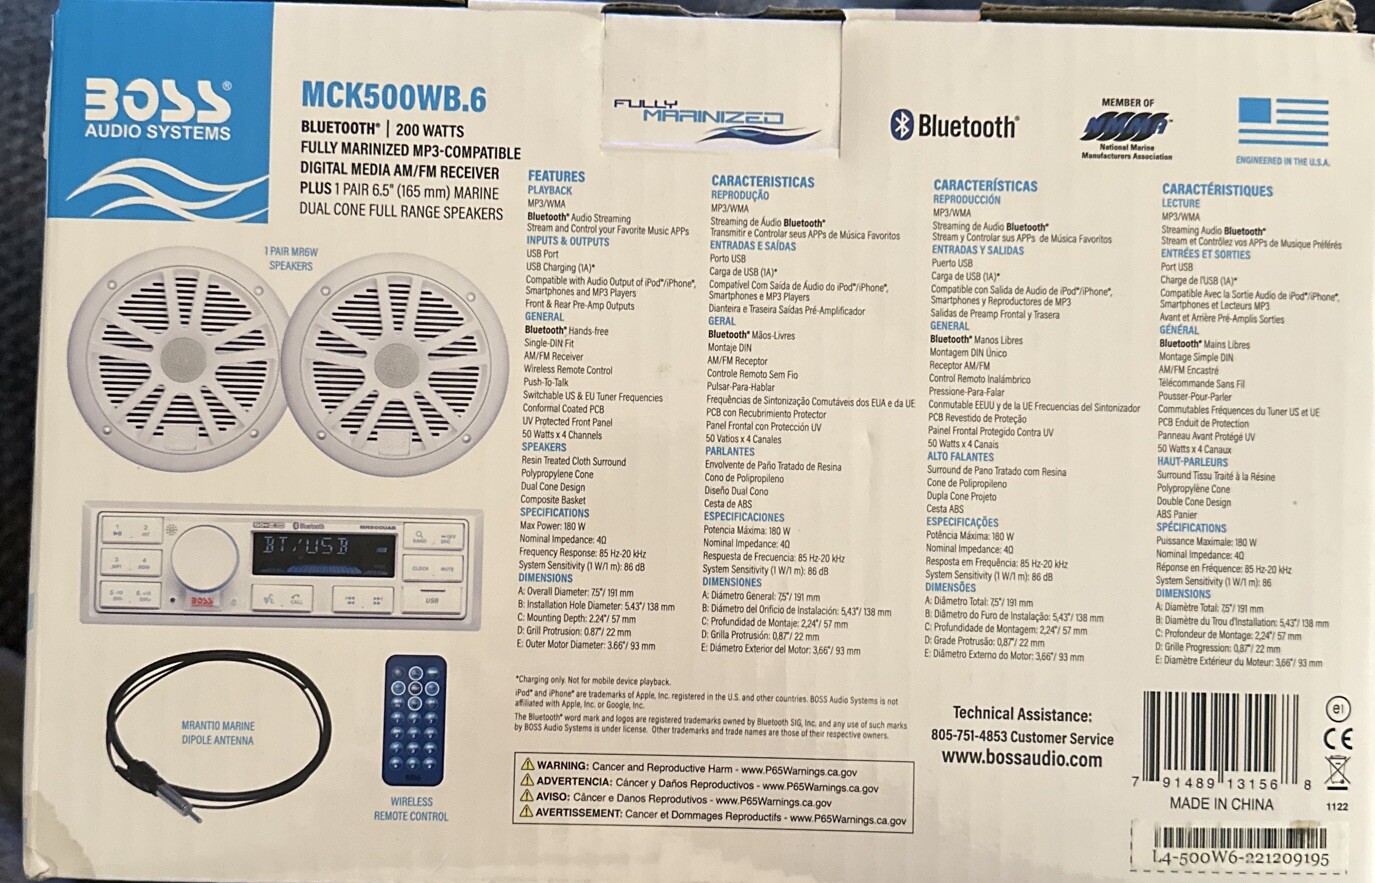 BOSS®
AUDIO SYSTEMS
MCK500WB.6
BLUETOOTH® | 200 WATTS
FULLY MARINIZED MP3-COMPATIBLE
DIGITAL MEDIA AM/FM RECEIVER
PLUS 1 PAIR 6.5" (165 mm) MARINE
DUAL CONE FULL RANGE SPEAKERS
FULLY
MARINIZED
Bluetooth®
MEMBER OF
NMMA™
National Marine
Manufacturers Association
ENGINEERED IN THE U.S.A.
1 PAIR MR6W
SPEAKERS
Bluetooth
BT/USB
BAND
CLOCK MUTE
CALL
USB
BOSS
MRANTIO MARINE
DIPOLE ANTENNA
WIRELESS
REMOTE CONTROL
FEATURES
PLAYBACK
MP3/WMA
Bluetooth® Audio Streaming
Stream and Control your Favorite Music APPs
INPUTS & OUTPUTS
USB Port
USB Charging (1A)*
Compatible with Audio Output of iPod®/iPhone®,
Smartphones and MP3 Players
Front & Rear Pre-Amp Outputs
GENERAL
Bluetooth® Hands-free
Single-DIN Fit
AM/FM Receiver
Wireless Remote Control
Push-To-Talk
Switchable US & EU Tuner Frequencies
Conformal Coated PCB
UV Protected Front Panel
50 Watts x 4 Channels
SPEAKERS
Resin Treated Cloth Surround
Polypropylene Cone
Dual Cone Design
Composite Basket
SPECIFICATIONS
Max Power: 180 W
Nominal Impedance: 4Ω
Frequency Response: 85 Hz-20 kHz
System Sensitivity (1 W/1 m): 86 dB
DIMENSIONS
A: Overall Diameter: 7.5"/ 191 mm
B: Installation Hole Diameter: 5.43"/ 138 mm
C: Mounting Depth: 2.24"/ 57 mm
D: Grill Protrusion: 0.87"/ 22 mm
E: Outer Motor Diameter: 3.66"/ 93 mm
CARACTERISTICAS
REPRODUÇÃO
MP3/WMA
Streaming de Áudio Bluetooth®
Transmitir e Controlar seus APPs de Música Favoritos
ENTRADAS E SAÍDAS
Porto USB
Carga de USB (1A)*
Compatível Com Saída de Áudio do iPod®/iPhone®,
Smartphones e MP3 Players
Dianteira e Traseira Saídas Pré-Amplificador
GERAL
Bluetooth® Mãos-Livres
Montaje DIN
AM/FM Receptor
Controle Remoto Sem Fio
Pulsar-Para-Hablar
Frequências de Sintonização Comutáveis dos EUA e da UE
PCB con Recubrimiento Protector
Panel Frontal con Protección UV
50 Vatios x 4 Canales
PARLANTES
Envolvente de Paño Tratado de Resina
Cono de Polipropileno
Diseño Dual Cono
Cesta de ABS
ESPECIFICACIONES
Potencia Máxima: 180 W
Nominal Impedance: 4Ω
Respuesta de Frecuencia: 85 Hz-20 kHz
System Sensitivity (1 W/1 m): 86 dB
DIMENSIONES
A: Diámetro General: 7,5"/ 191 mm
B: Diámetro del Orificio de Instalación: 5,43"/ 138 mm
C: Profundidad de Montaje: 2,24"/ 57 mm
D: Grilla Protrusión: 0,87"/ 22 mm
E: Diámetro Exterior del Motor: 3,66"/ 93 mm
CARACTERÍSTICAS
REPRODUCCIÓN
MP3/WMA
Streaming de Audio Bluetooth®
Stream y Controlar sus APPs de Música Favoritos
ENTRADAS Y SALIDAS
Puerto USB
Carga de USB (1A)*
Compatible con Salida de Audio de iPod®/iPhone®,
Smartphones y Reproductores de MP3
Salidas de Preamp Frontal y Trasera
GENERAL
Bluetooth® Manos Libres
Montagem DIN Único
Receptor AM/FM
Control Remoto Inalámbrico
Pressione-Para-Falar
Conmutable EEUU y de la UE Frecuencias del Sintonizador
PCB Revestido de Proteção
Painel Frontal Protegido Contra UV
50 Watts x 4 Canais
ALTO FALANTES
Surround de Pano Tratado com Resina
Cone de Polipropileno
Dupla Cone Projeto
Cesta ABS
ESPECIFICAÇÕES
Potência Máxima: 180 W
Nominal Impedance: 4Ω
Resposta em Frequência: 85 Hz-20 kHz
System Sensitivity (1 W/1 m): 86 dB
DIMENSÕES
A: Diâmetro Total: 7,5"/ 191 mm
B: Diâmetro do Furo de Instalação: 5,43"/ 138 mm
C: Profundidade de Montagem: 2,24"/ 57 mm
D: Grade Protrusão: 0,87"/ 22 mm
E: Diâmetro Externo do Motor: 3,66"/ 93 mm
CARACTÉRISTIQUES
LECTURE
MP3/WMA
Streaming Audio Bluetooth®
Stream et Contrôlez vos APPs de Musique Préférés
ENTRÉES ET SORTIES
Port USB
Charge de l'USB (1A)*
Compatible Avec la Sortie Audio de iPod®/iPhone®,
Smartphones et Lecteurs MP3
Avant et Arrière Pré-Amplis Sorties
GÉNÉRAL
Bluetooth® Mains Libres
Montage Simple DIN
AM/FM Encastré
Télécommande Sans Fil
Pousser-Pour-Parler
Commutables Fréquences du Tuner US et UE
PCB Enduit de Protection
Panneau Avant Protégé UV
50 Watts x 4 Canaux
HAUT-PARLEURS
Surround Tissu Traité à la Résine
Polypropylène Cone
Double Cone Design
ABS Panier
SPÉCIFICATIONS
Puissance Maximale: 180 W
Nominal Impedance: 4Ω
Réponse en Fréquence: 85 Hz-20 kHz
System Sensitivity (1 W/1 m): 86
DIMENSIONS
A: Diamètre Total: 7,5"/ 191 mm
B: Diamètre du Trou d'Installation: 5,43"/ 138 mm
C: Profondeur de Montage: 2,24"/ 57 mm
D: Grille Progression: 0,87"/ 22 mm
E: Diamètre Extérieur du Moteur: 3,66"/ 93 mm
*Charging only. Not for mobile device playback.
iPod® and iPhone® are trademarks of Apple, Inc. registered in the U.S. and other countries. BOSS Audio Systems is not
affiliated with Apple, Inc. or Google, Inc.
The Bluetooth® word mark and logos are registered trademarks owned by Bluetooth SIG, Inc. and any use of such marks
by BOSS Audio Systems is under license. Other trademarks and trade names are those of their respective owners.
WARNING: Cancer and Reproductive Harm - www.P65Warnings.ca.gov
ADVERTENCIA: Cáncer y Daños Reproductivos - www.P65Warnings.ca.gov
AVISO: Câncer e Danos Reprodutivos - www.P65Warnings.ca.gov
AVERTISSEMENT: Cancer et Dommages Reproductifs - www.P65Warnings.ca.gov
Technical Assistance:
805-751-4853 Customer Service
www.bossaudio.com
7 91489 13156 8
MADE IN CHINA
e1
CE
1122
L4-500W6-221209195